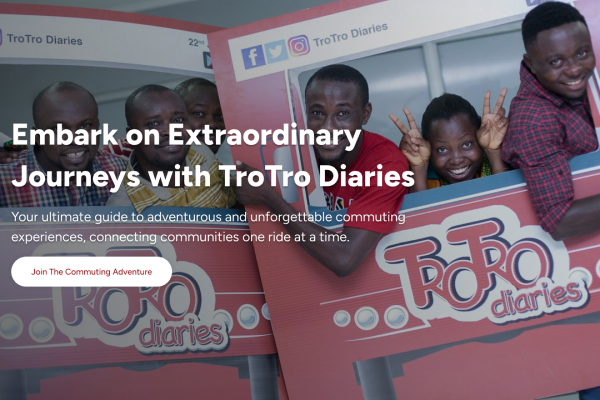 TroTro Diaries
22nd
TroTro Diaries
Embark on Extraordinary
Journeys with TroTro Diaries
Your ultimate guide to adventurous and unforgettable commuting
experiences, connecting communities one ride at a time.
Join The Commuting Adventure
TROTRO
diaries
TROTRO
diaries